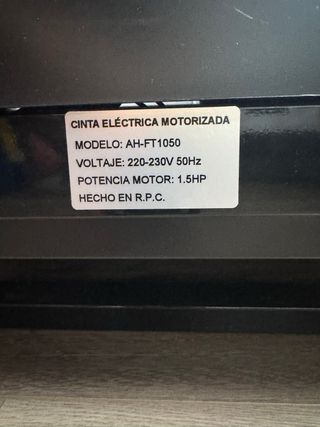 CINTA ELÉCTRICA MOTORIZADA
MODELO: AH-FT1050
VOLTAJE: 220-230V 50Hz
POTENCIA MOTOR: 1.5HP
HECHO EN R.P.C.